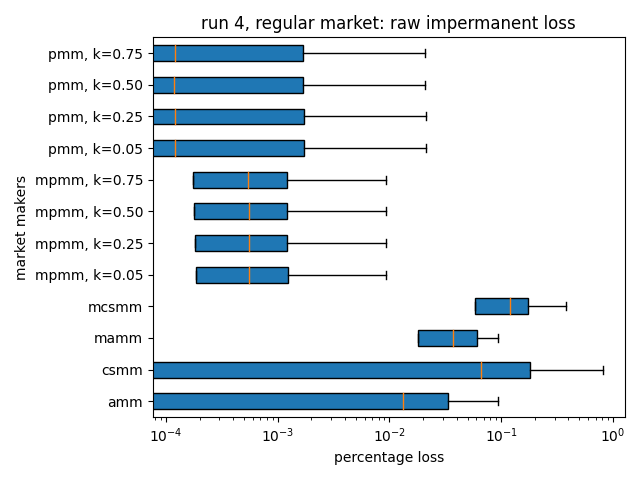 run 4, regular market: raw impermanent loss
market makers
pmm, k=0.75
pmm, k=0.50
pmm, k=0.25
pmm, k=0.05
mpmm, k=0.75
mpmm, k=0.50
mpmm, k=0.25
mpmm, k=0.05
mcsmm
mamm
csmm
amm
10⁻⁴ 10⁻³ 10⁻² 10⁻¹ 10⁰
percentage loss